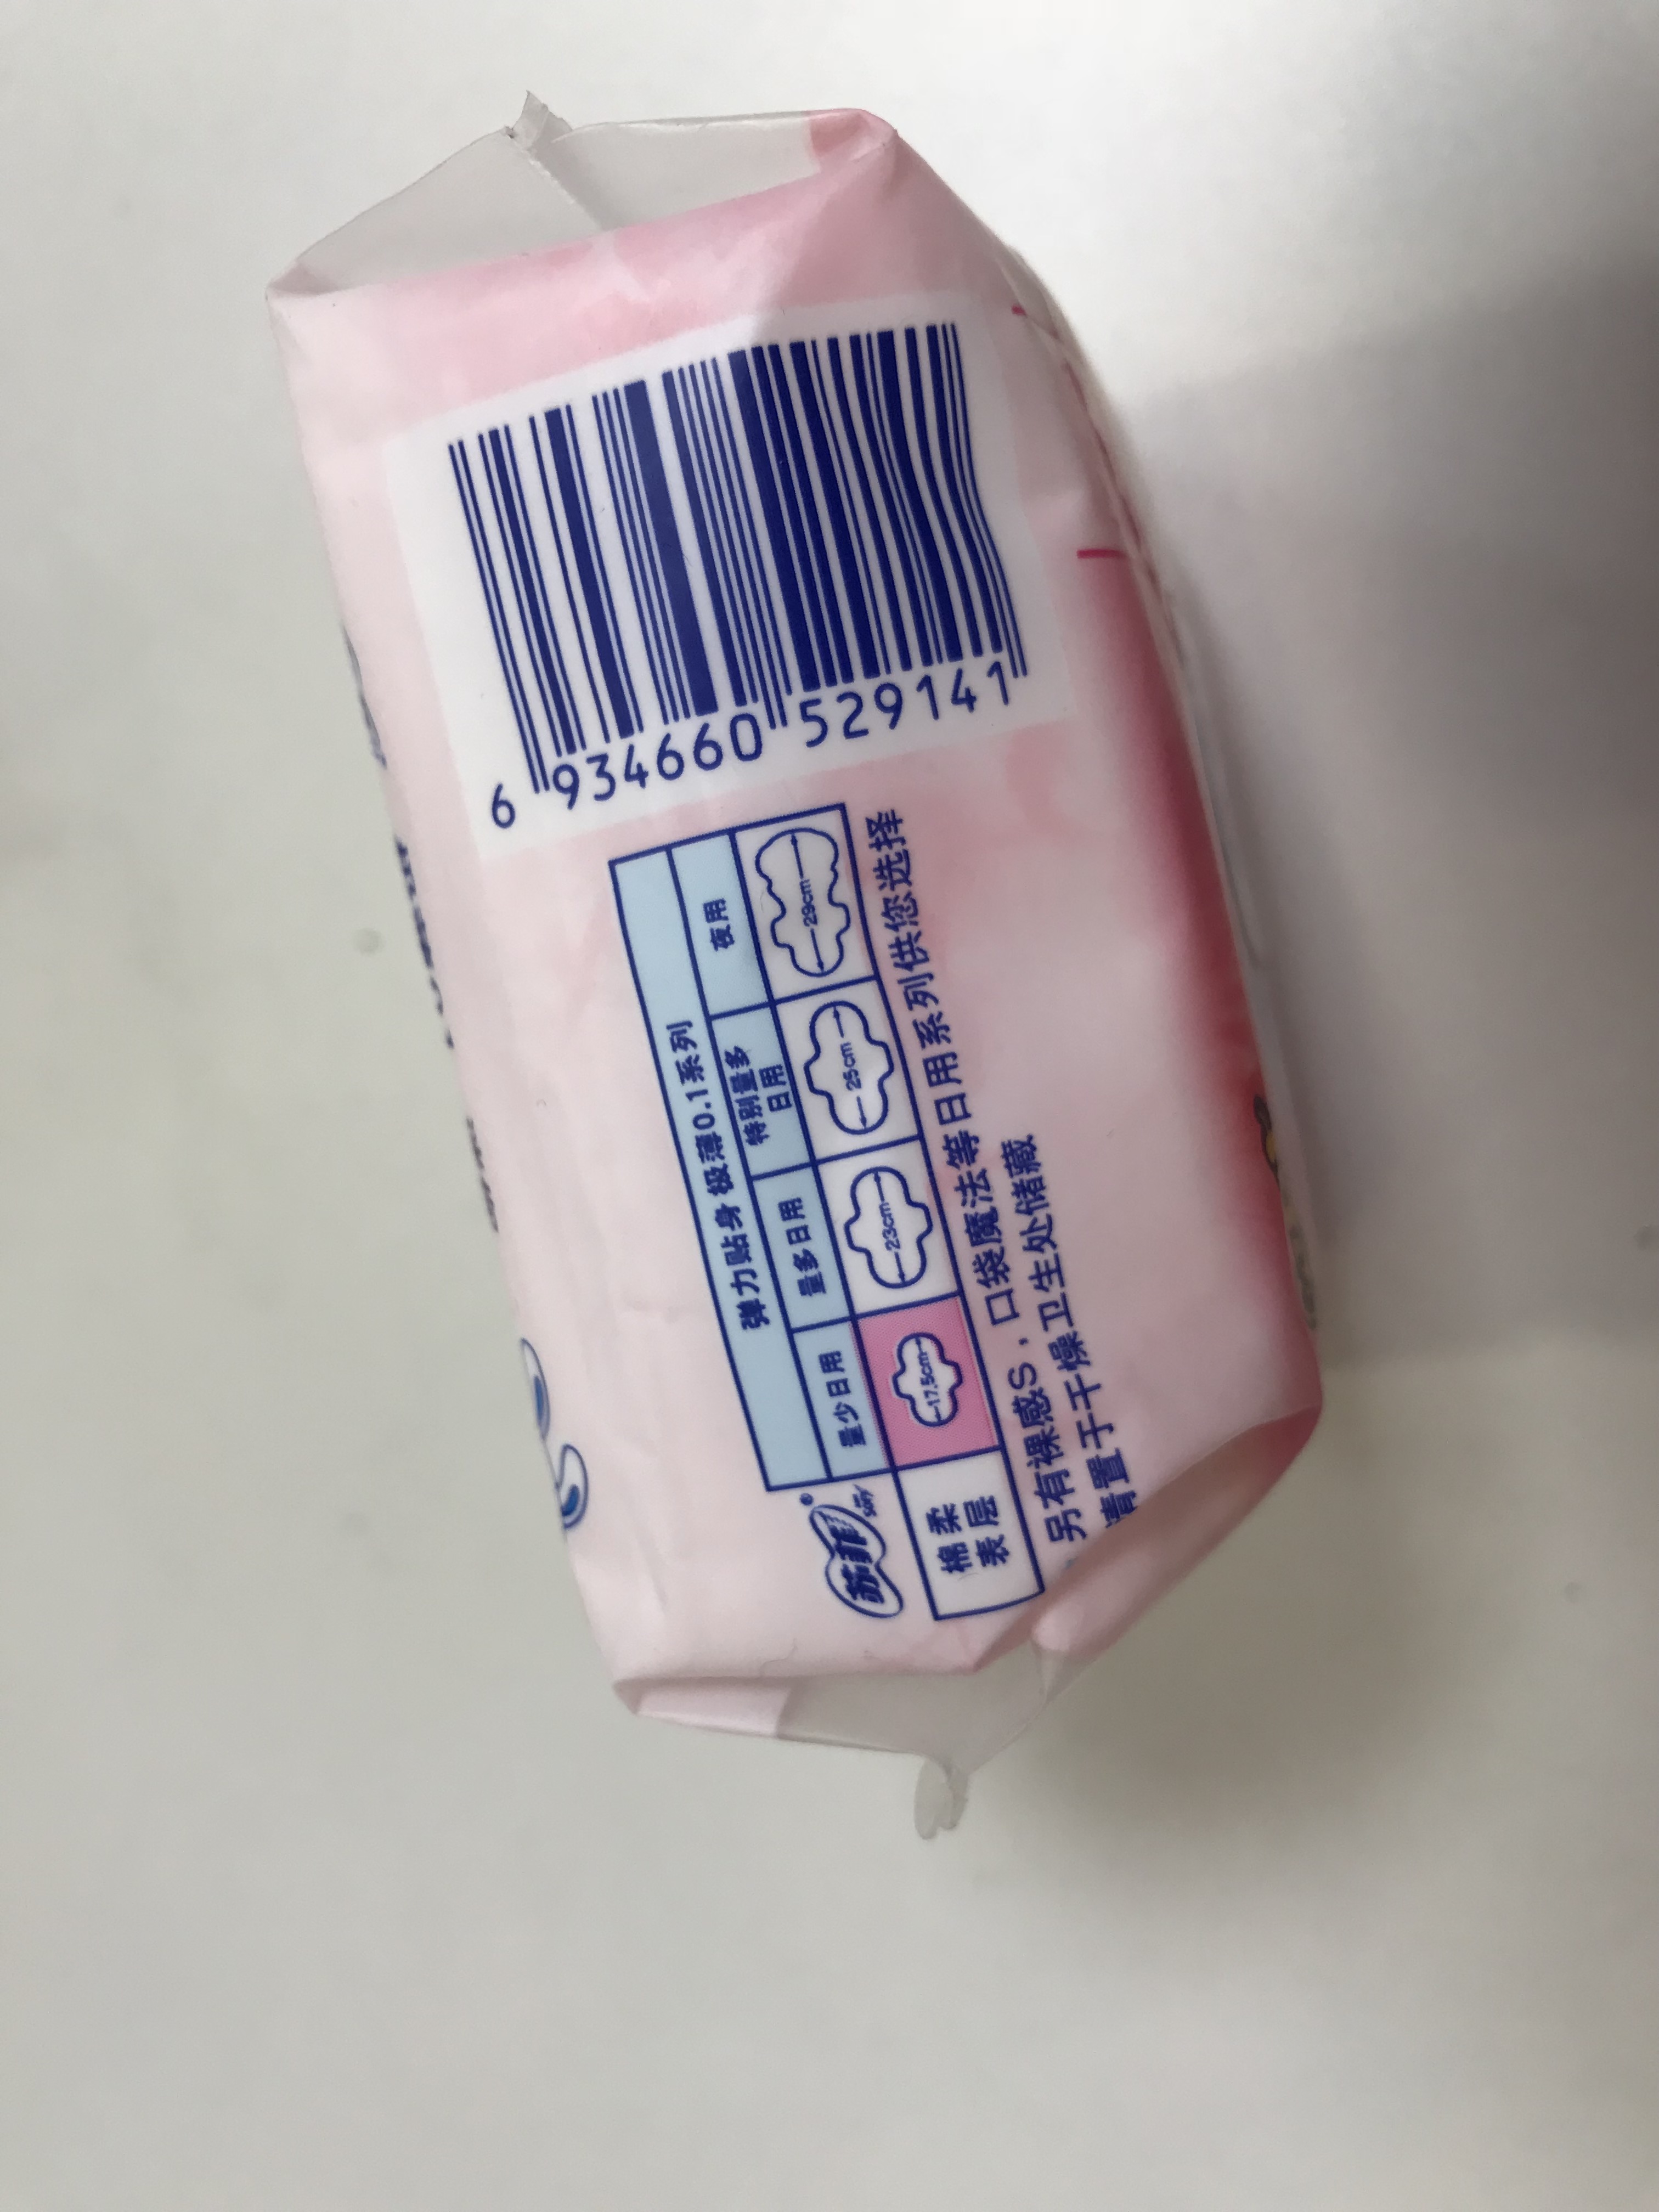 苏菲®
sofy
弹力贴身 极薄0.1系列
量少日用 量多日用 特别量多日用 夜用
棉柔表层 17.5cm 23cm 25cm 29cm
另有裸感S，口袋魔法等日用系列供您选择
请置于干燥卫生处储藏
6 934660 529141